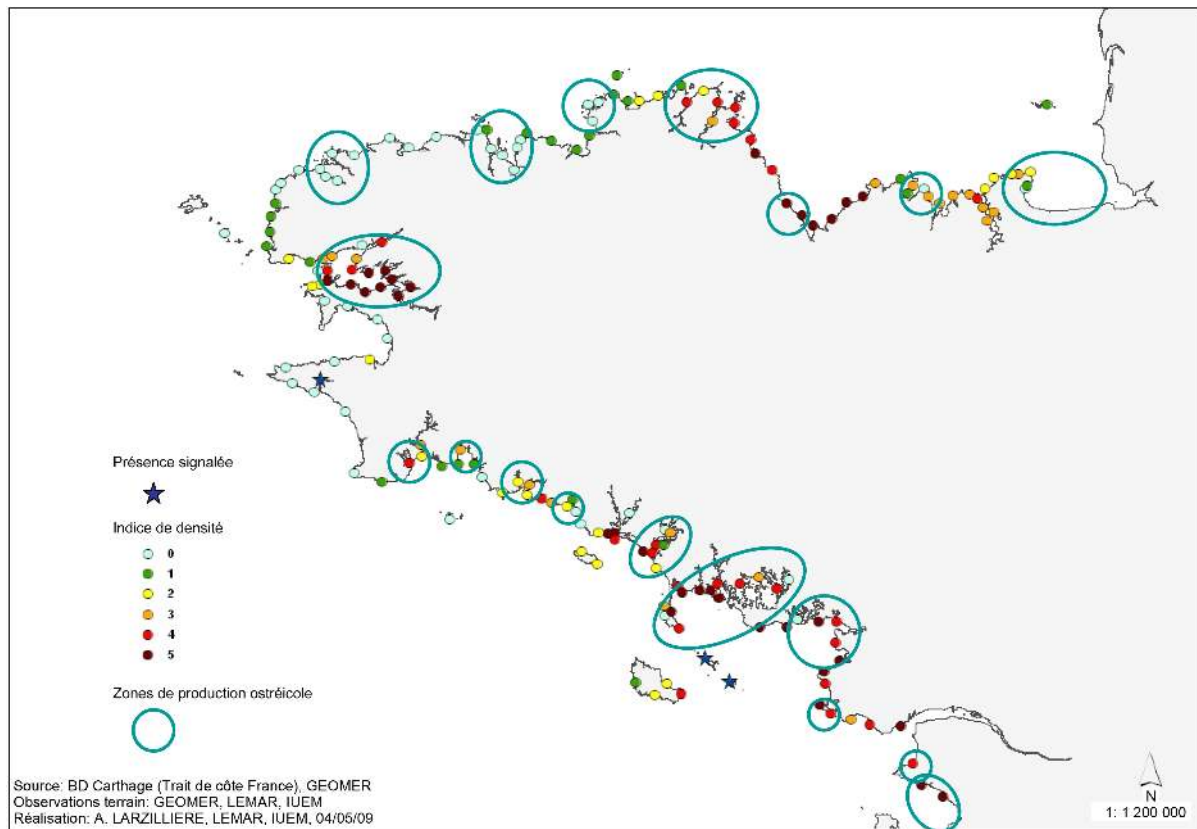 Présence signalée
Indice de densité
0
1
2
3
4
5
Zones de production ostréicole
Source: BD Carthage (Trait de côte France), GEOMER
Observations terrain: GEOMER, LEMAR, IUEM
Réalisation: A. LARZILLIERE, LEMAR, IUEM, 04/05/09
N
1: 1 200 000